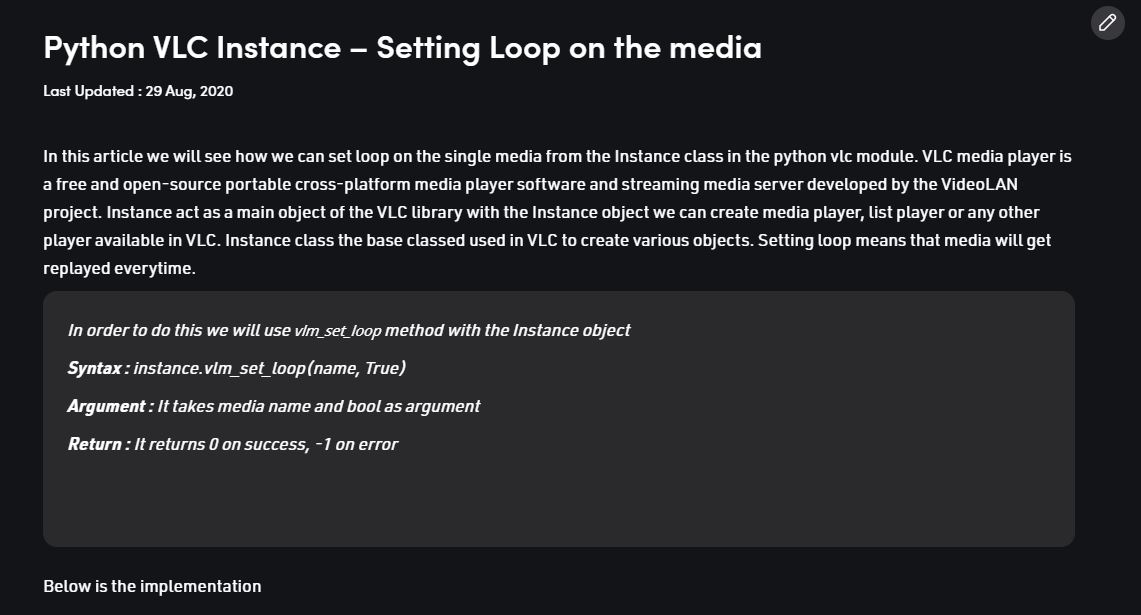 Python VLC Instance – Setting Loop on the media
Last Updated : 29 Aug, 2020
In this article we will see how we can set loop on the single media from the Instance class in the python vlc module. VLC media player is
a free and open-source portable cross-platform media player software and streaming media server developed by the VideoLAN
project. Instance act as a main object of the VLC library with the Instance object we can create media player, list player or any other
player available in VLC. Instance class the base classed used in VLC to create various objects. Setting loop means that media will get
replayed everytime.
In order to do this we will use vlm_set_loop method with the Instance object
Syntax : instance.vlm_set_loop(name, True)
Argument : It takes media name and bool as argument
Return : It returns 0 on success, -1 on error
Below is the implementation